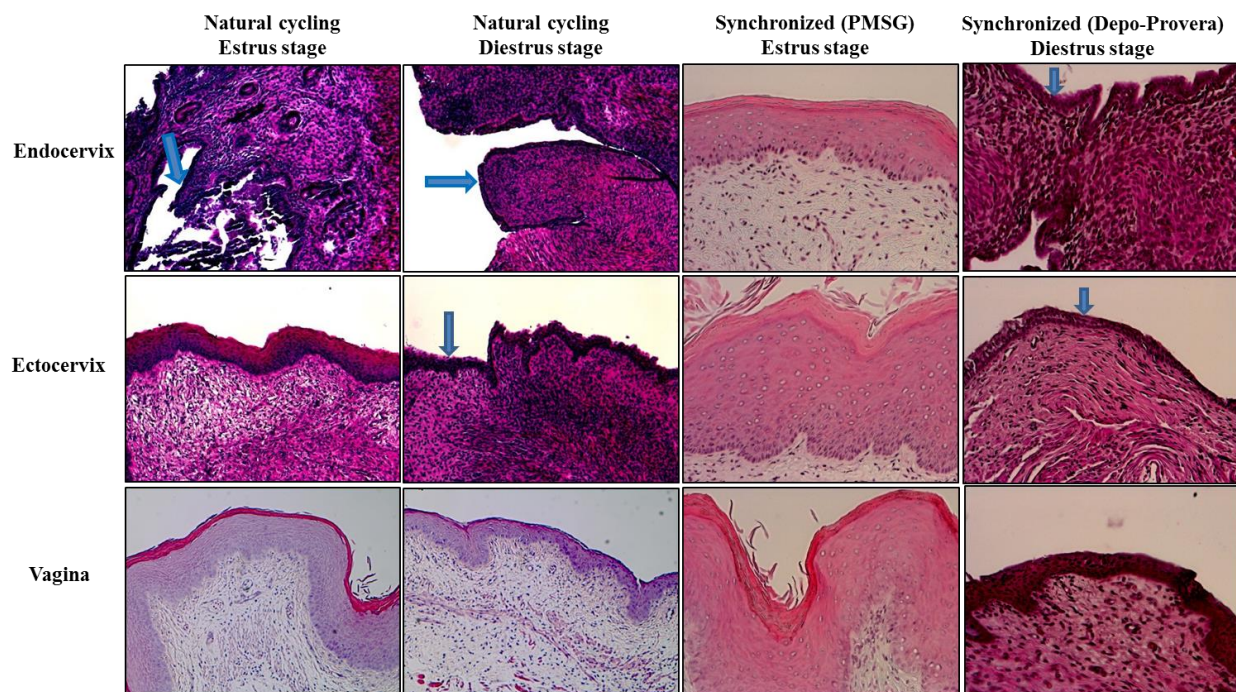 Natural cycling
Estrus stage
Natural cycling
Diestrus stage
Synchronized (PMSG)
Estrus stage
Synchronized (Depo-Provera)
Diestrus stage
Endocervix
Ectocervix
Vagina